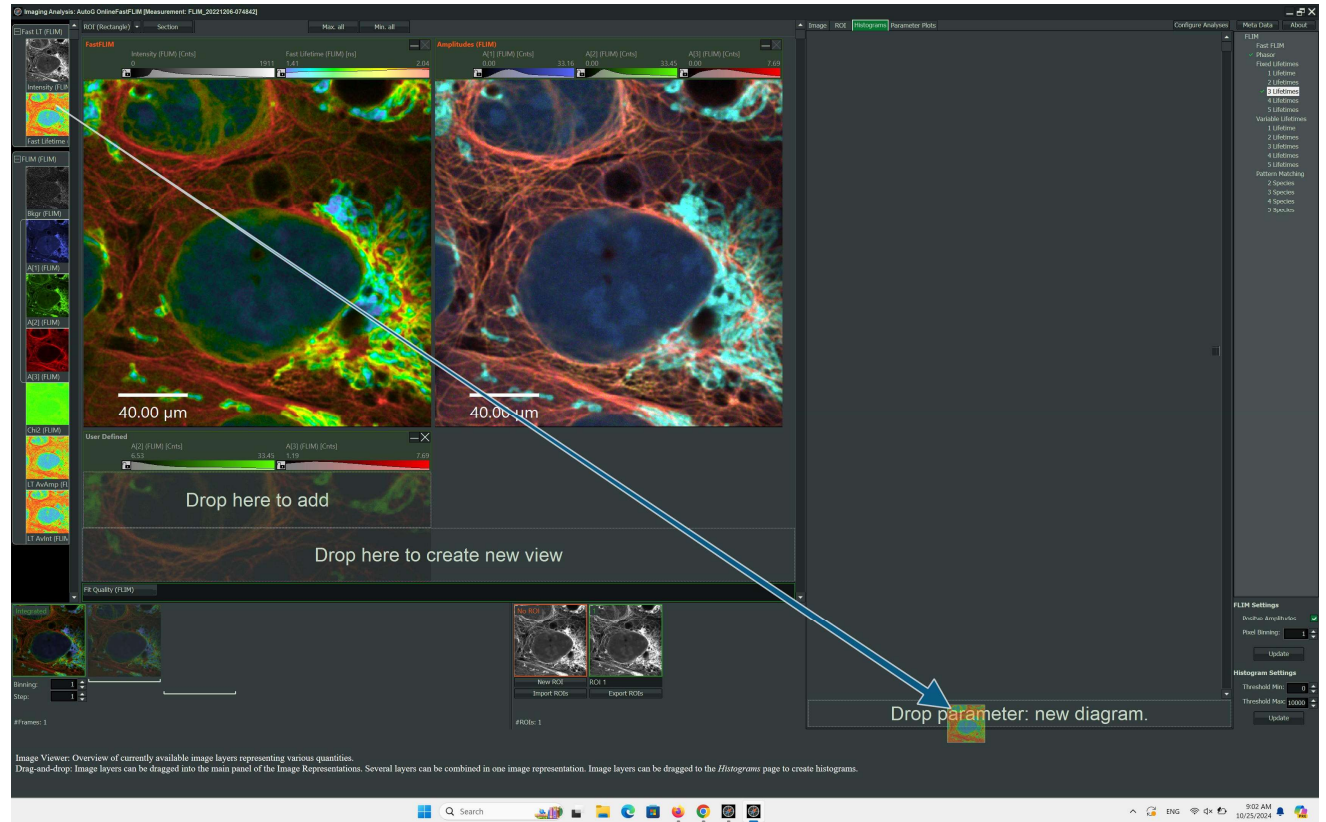 Imaging Analysis: AutoG OnlineFastFLIM [Measurement: FLIM_20221206-074842]
Fast LT (FLIM)
Intensity (FLIM
Fast Lifetime (
FLIM (FLIM)
Bkgr (FLIM)
A[1] (FLIM)
A[2] (FLIM)
A[3] (FLIM)
Chi2 (FLIM)
LT AvAmp (FL
LT AvInt (FLIM
ROI (Rectangle) Section Max. all Min. all
FastFLIM
Intensity (FLIM) [Cnts] Fast Lifetime (FLIM) [ns]
0 1911 1.41 2.04
40.00 µm
Amplitudes (FLIM)
A[1] (FLIM) [Cnts] A[2] (FLIM) [Cnts] A[3] (FLIM) [Cnts]
0.00 33.16 0.00 33.45 0.00 7.69
40.00 µm
User Defined
A[2] (FLIM) [Cnts] A[3] (FLIM) [Cnts]
6.53 33.45 1.19 7.69
Drop here to add
Drop here to create new view
Fit Quality (FLIM)
Image ROI Histograms Parameter Plots Configure Analyses
Drop parameter: new diagram.
Meta Data About
FLIM
Fast FLIM
Phasor
Fixed Lifetimes
1 Lifetime
2 Lifetimes
3 Lifetimes
4 Lifetimes
5 Lifetimes
Variable Lifetimes
1 Lifetime
2 Lifetimes
3 Lifetimes
4 Lifetimes
5 Lifetimes
Pattern Matching
2 Species
3 Species
4 Species
FLIM Settings
Positive Amplitudes
Pixel Binning: 1
Update
Histogram Settings
Threshold Min: 0
Threshold Max: 10000
Update
Integrated
Binning: 1
Step: 1
#Frames: 1
No ROI 1
New ROI ROI 1
Import ROIs Export ROIs
#ROIs: 1
Image Viewer: Overview of currently available image layers representing various quantities.
Drag-and-drop: Image layers can be dragged into the main panel of the Image Representations. Several layers can be combined in one image representation. Image layers can be dragged to the Histograms page to create histograms.
Search
ENG
9:02 AM
10/25/2024